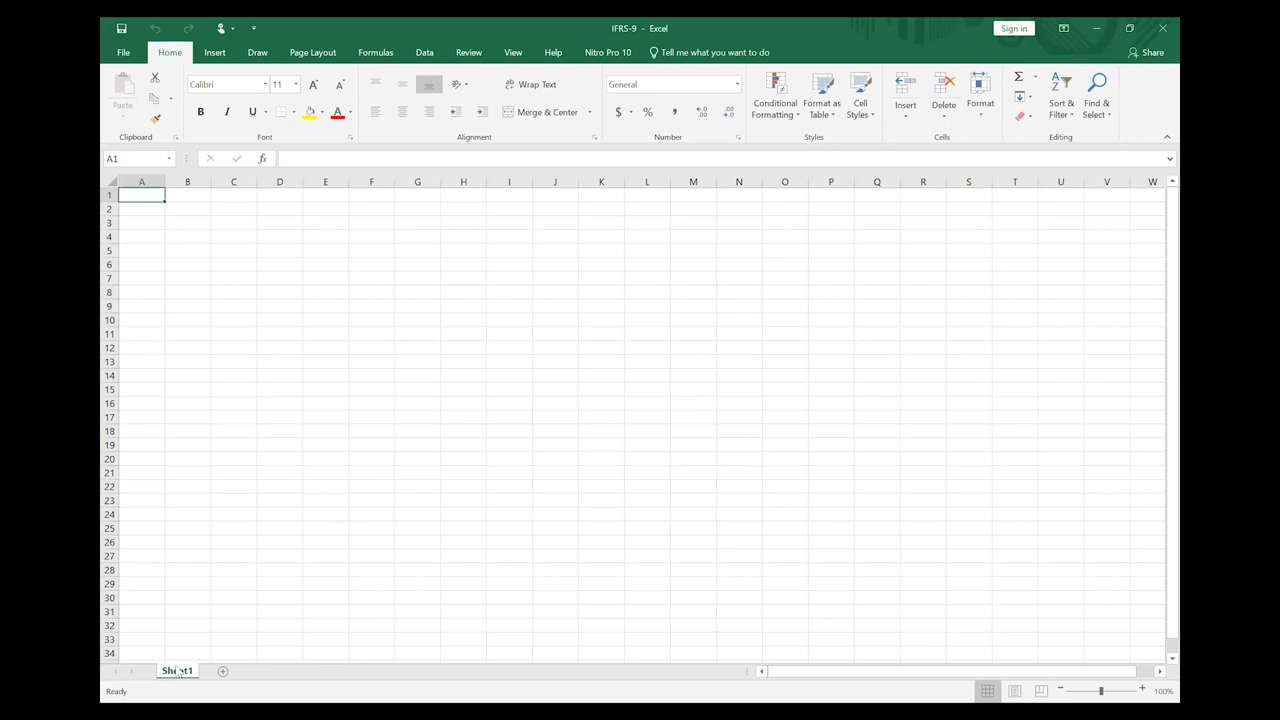 IFRS-9 - Excel
Sign in
File Home Insert Draw Page Layout Formulas Data Review View Help Nitro Pro 10 Tell me what you want to do Share
Paste
Calibri 11
B I U
Wrap Text
Merge & Center
General
$ %
Conditional Formatting
Format as Table
Cell Styles
Insert Delete Format
Sort & Filter
Find & Select
Clipboard Font Alignment Number Styles Cells Editing
A1 fx
A B C D E F G H I J K L M N O P Q R S T U V W
1
2
3
4
5
6
7
8
9
10
11
12
13
14
15
16
17
18
19
20
21
22
23
24
25
26
27
28
29
30
31
32
33
34
Sheet1
Ready
100%